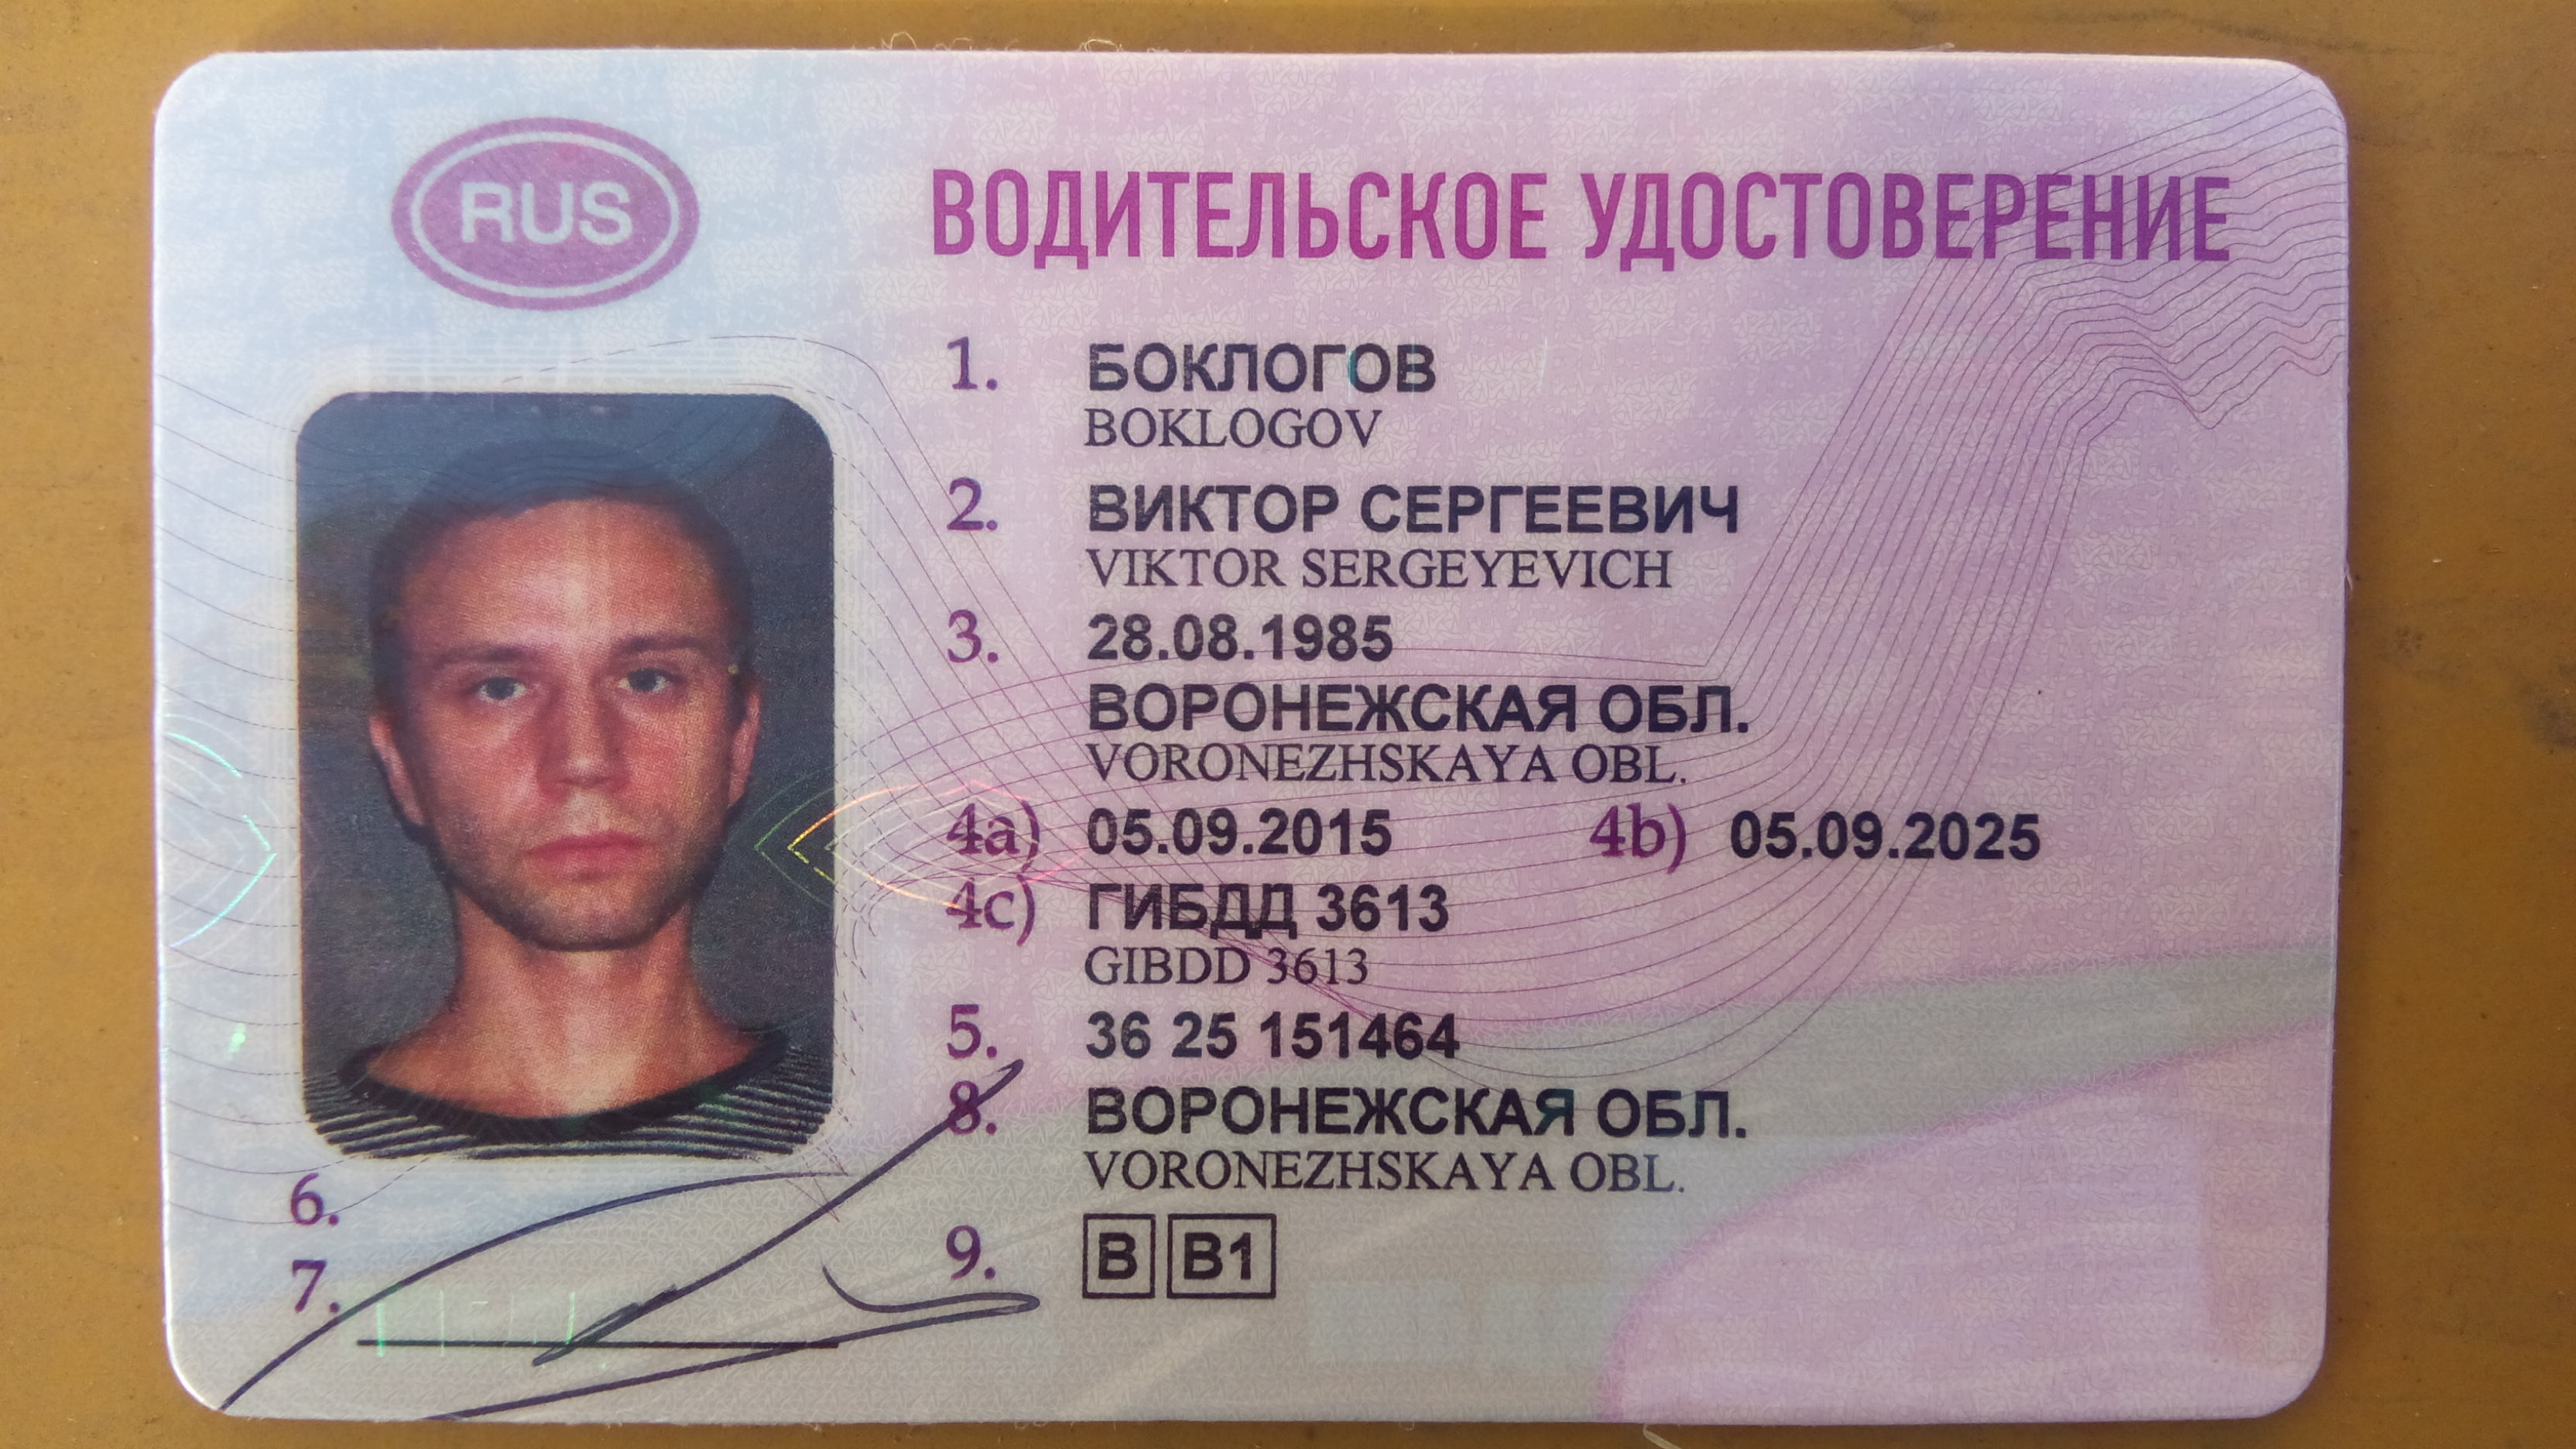 RUS
ВОДИТЕЛЬСКОЕ УДОСТОВЕРЕНИЕ
1. БОКЛОГОВ
BOKLOGOV
2. ВИКТОР СЕРГЕЕВИЧ
VIKTOR SERGEYEVICH
3. 28.08.1985
ВОРОНЕЖСКАЯ ОБЛ.
VORONEZHSKAYA OBL.
4a) 05.09.2015 4b) 05.09.2025
4c) ГИБДД 3613
GIBDD 3613
5. 36 25 151464
8. ВОРОНЕЖСКАЯ ОБЛ.
VORONEZHSKAYA OBL.
6.
7.
9. B B1